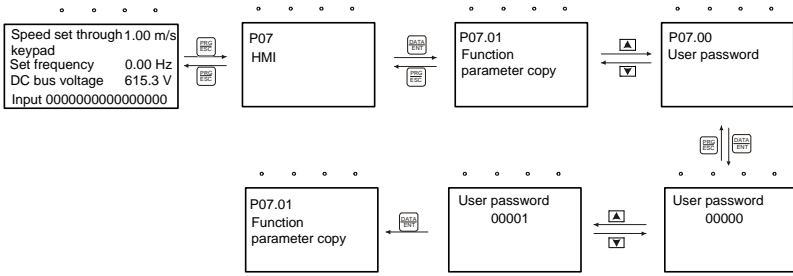 Speed set through 1.00 m/s
keypad
Set frequency 0.00 Hz
DC bus voltage 615.3 V
Input 0000000000000000
PRG
ESC
PRG
ESC
P07
HMI
DATA
ENT
PRG
ESC
P07.01
Function
parameter copy
P07.00
User password
PRG
ESC
DATA
ENT
P07.01
Function
parameter copy
DATA
ENT
User password
00001
User password
00000